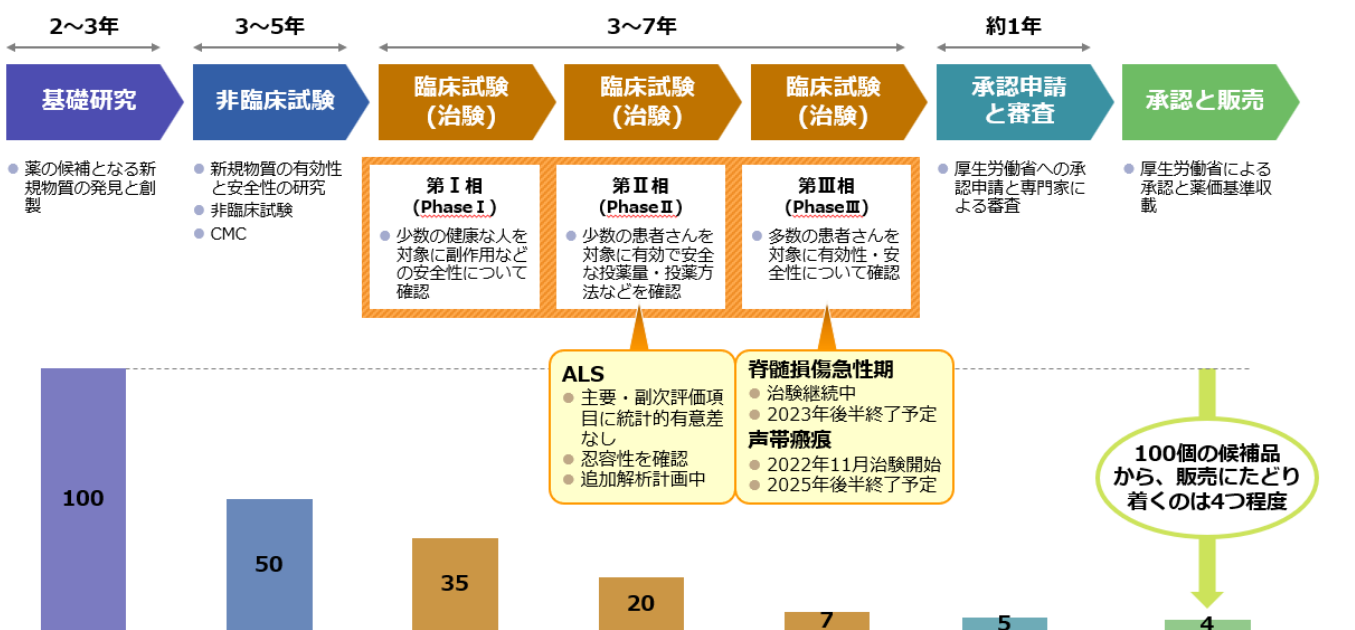 2～3年
3～5年
3～7年
約1年
基礎研究
非臨床試験
臨床試験
(治験)
臨床試験
(治験)
臨床試験
(治験)
承認申請
と審査
承認と販売
薬の候補となる新
規物質の発見と創
製
新規物質の有効性
と安全性の研究
非臨床試験
CMC
第Ⅰ相
(PhaseⅠ)
少数の健康な人を
対象に副作用など
の安全性について
確認
第Ⅱ相
(PhaseⅡ)
少数の患者さんを
対象に有効で安全
な投薬量・投薬方
法などを確認
第Ⅲ相
(PhaseⅢ)
多数の患者さんを
対象に有効性・安
全性について確認
厚生労働省への承
認申請と専門家に
よる審査
厚生労働省による
承認と薬価基準収
載
ALS
主要・副次評価項
目に統計的有意差
なし
忍容性を確認
追加解析計画中
脊髄損傷急性期
治験継続中
2023年後半終了予定
声帯瘢痕
2022年11月治験開始
2025年後半終了予定
100個の候補品
から、販売にたどり
着くのは4つ程度
100
50
35
20
7
5
4